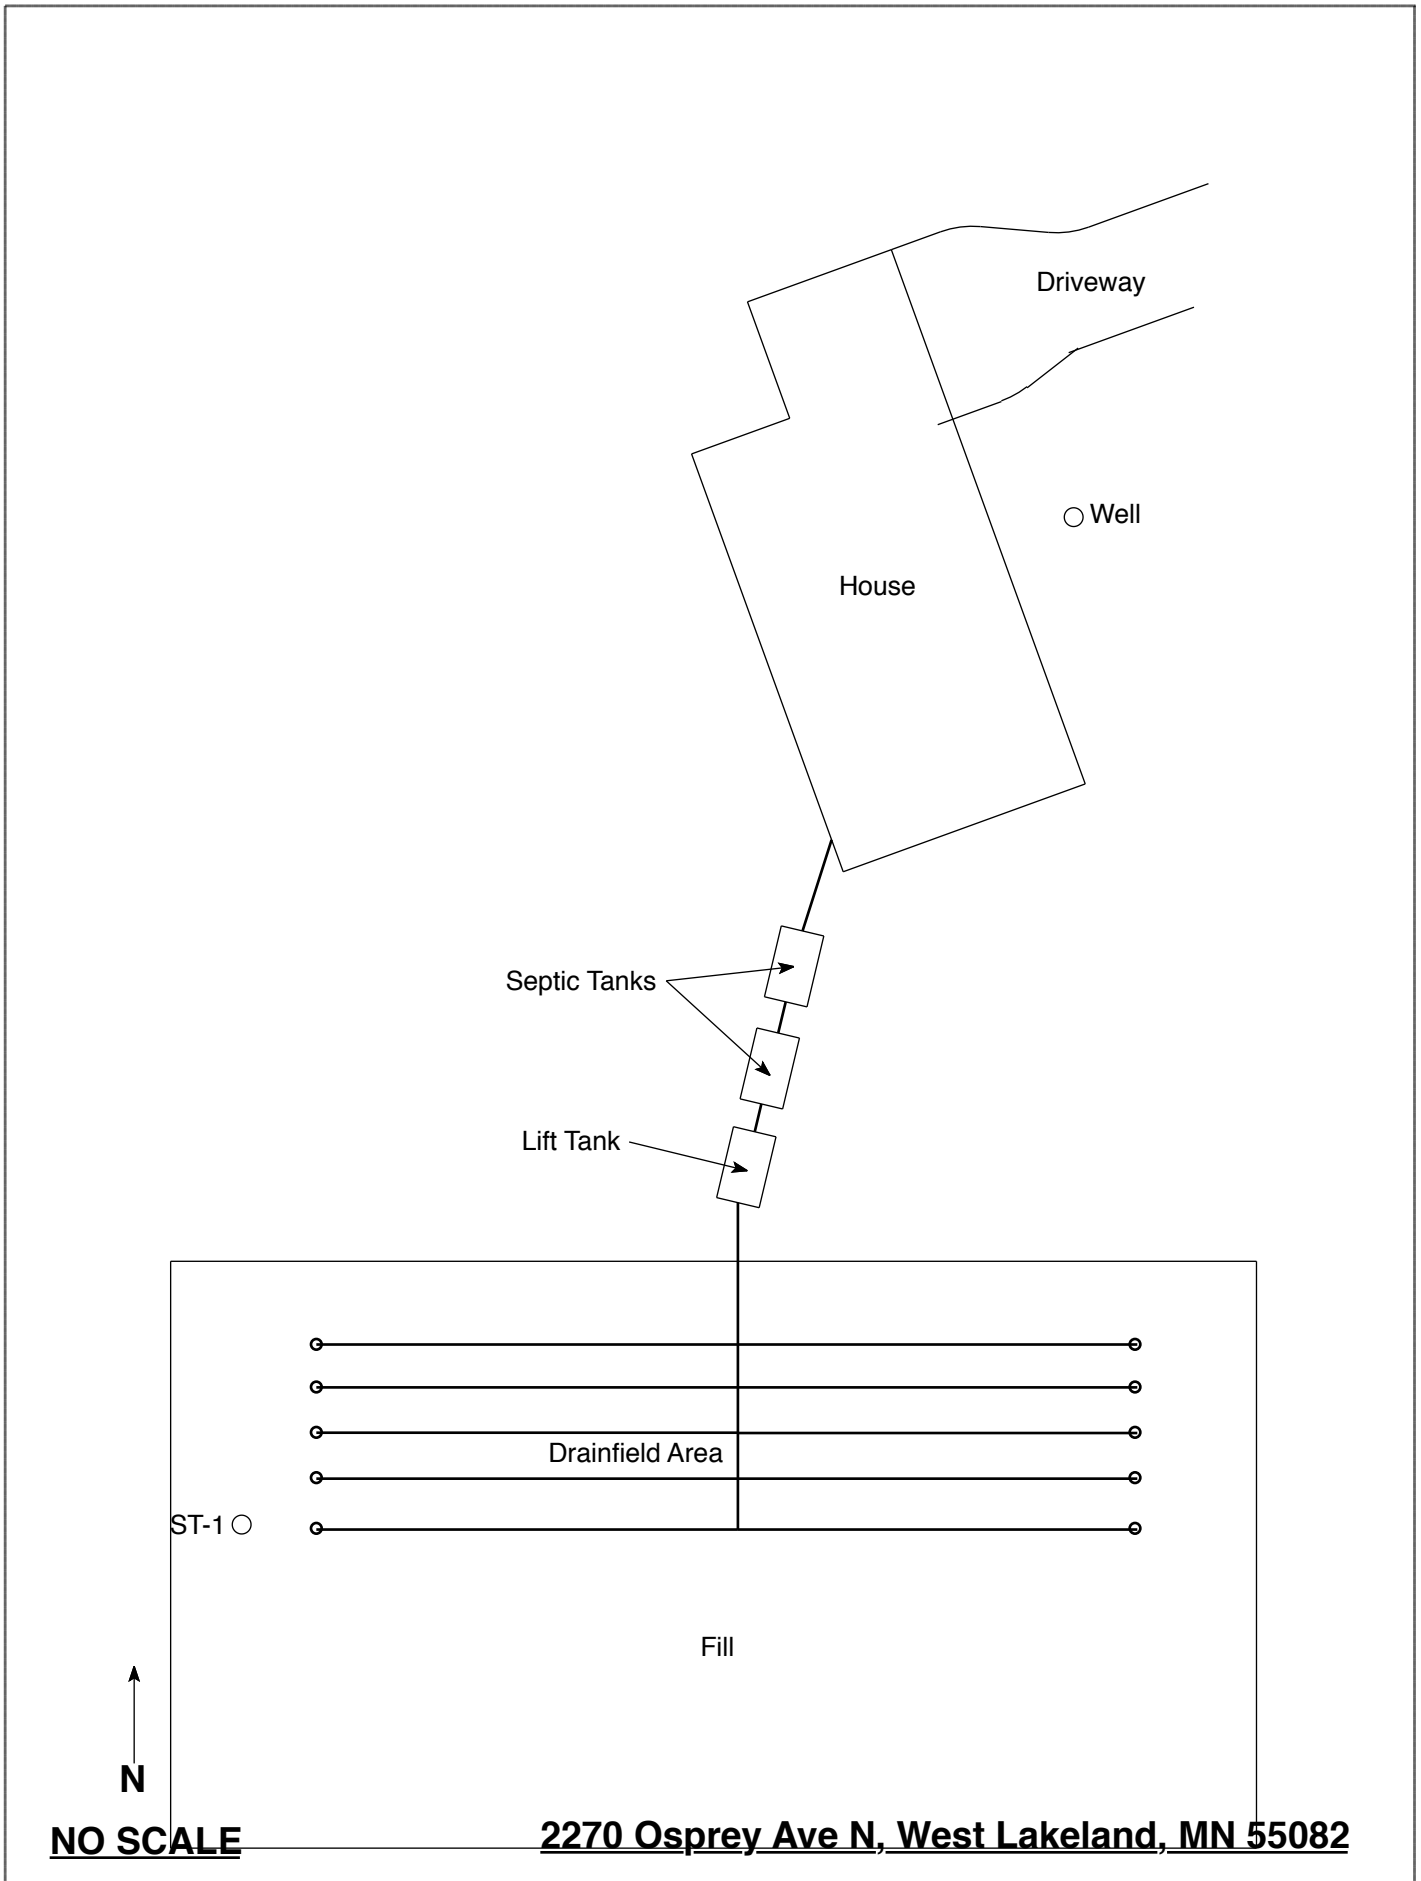 Driveway
Well
House
Septic Tanks
Lift Tank
Drainfield Area
ST-1
Fill
N
NO SCALE
2270 Osprey Ave N, West Lakeland, MN 55082